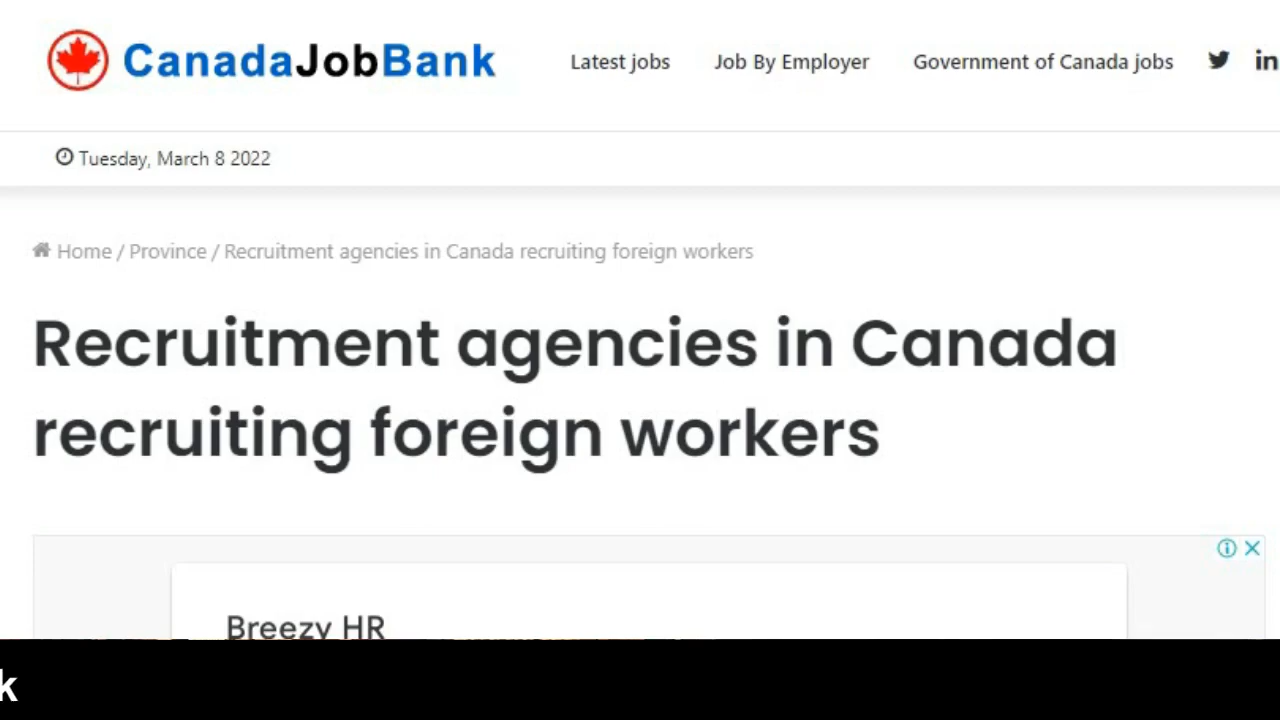 CanadaJobBank
Latest jobs
Job By Employer
Government of Canada jobs
in
Tuesday, March 8 2022
Home / Province / Recruitment agencies in Canada recruiting foreign workers
Recruitment agencies in Canada
recruiting foreign workers
Breezy HR
k